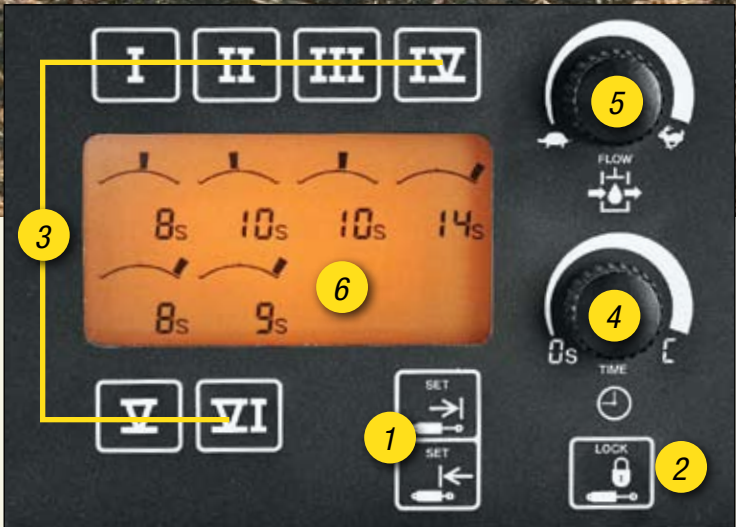 I II III IV
5
FLOW
8s 10s 10s 14s
3
8s 9s
6
4
0s C
TIME
V VI
SET
1
SET
LOCK
2